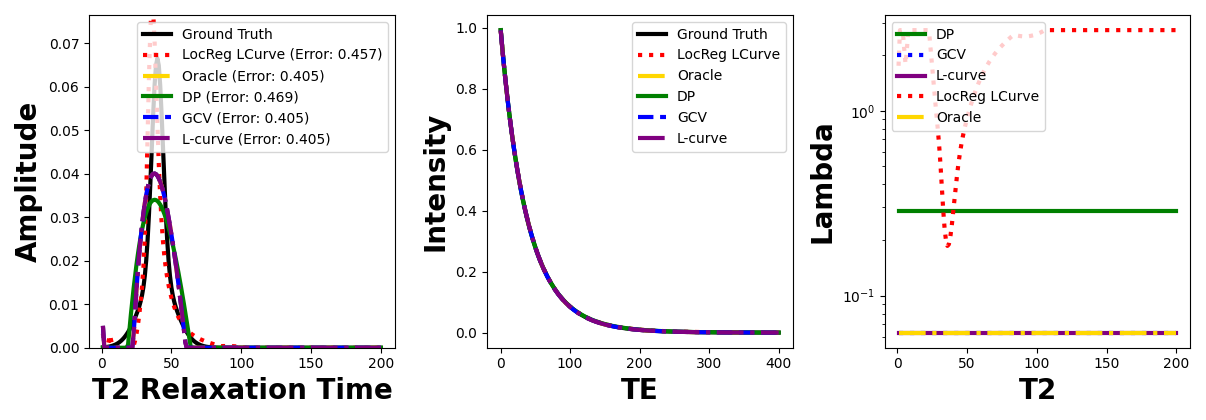 Amplitude
0.07
0.06
0.05
0.04
0.03
0.02
0.01
0.00
Ground Truth
LocReg LCurve (Error: 0.457)
Oracle (Error: 0.405)
DP (Error: 0.469)
GCV (Error: 0.405)
L-curve (Error: 0.405)
0 50 100 150 200
T2 Relaxation Time
Intensity
1.0
0.8
0.6
0.4
0.2
0.0
Ground Truth
LocReg LCurve
Oracle
DP
GCV
L-curve
0 100 200 300 400
TE
Lambda
10⁰
10⁻¹
DP
GCV
L-curve
LocReg LCurve
Oracle
0 50 100 150 200
T2